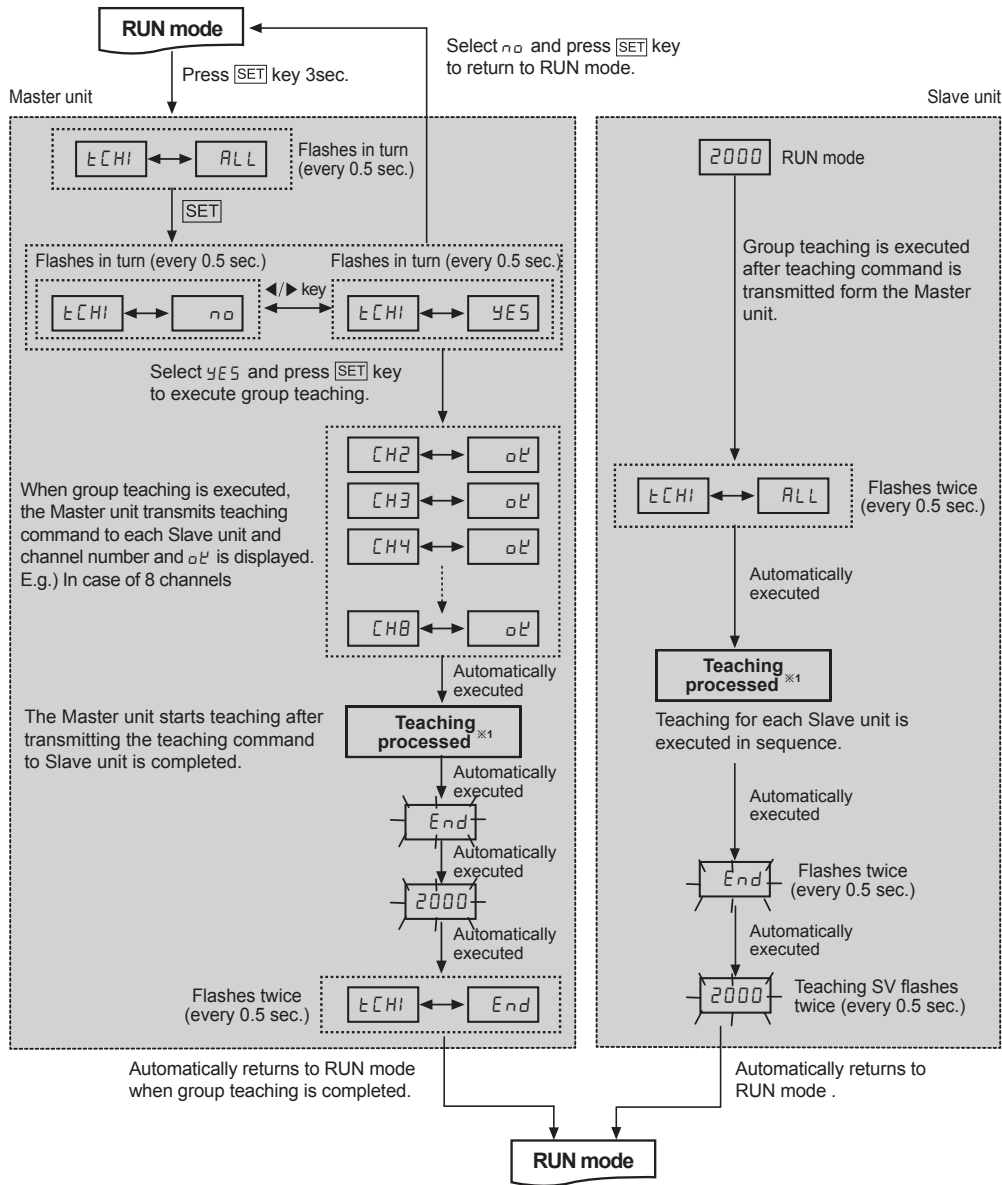 RUN mode
Select no and press SET key
to return to RUN mode.
Press SET key 3sec.
Master unit
tCH1
ALL
Flashes in turn
(every 0.5 sec.)
SET
Flashes in turn (every 0.5 sec.)
Flashes in turn (every 0.5 sec.)
tCH1
no
◀/▶ key
tCH1
YES
Select YES and press SET key
to execute group teaching.
CH2
oK
CH3
oK
CH4
oK
CH8
oK
When group teaching is executed,
the Master unit transmits teaching
command to each Slave unit and
channel number and oK is displayed.
E.g.) In case of 8 channels
Automatically
executed
Teaching
processed ※1
The Master unit starts teaching after
transmitting the teaching command
to Slave unit is completed.
Automatically
executed
End
Automatically
executed
2000
Automatically
executed
Flashes twice
(every 0.5 sec.)
tCH1
End
Automatically returns to RUN mode
when group teaching is completed.
Slave unit
2000
RUN mode
Group teaching is executed
after teaching command is
transmitted form the Master
unit.
tCH1
ALL
Flashes twice
(every 0.5 sec.)
Automatically
executed
Teaching
processed ※1
Teaching for each Slave unit is
executed in sequence.
Automatically
executed
End
Flashes twice
(every 0.5 sec.)
Automatically
executed
2000
Teaching SV flashes
twice (every 0.5 sec.)
Automatically returns to
RUN mode .
RUN mode